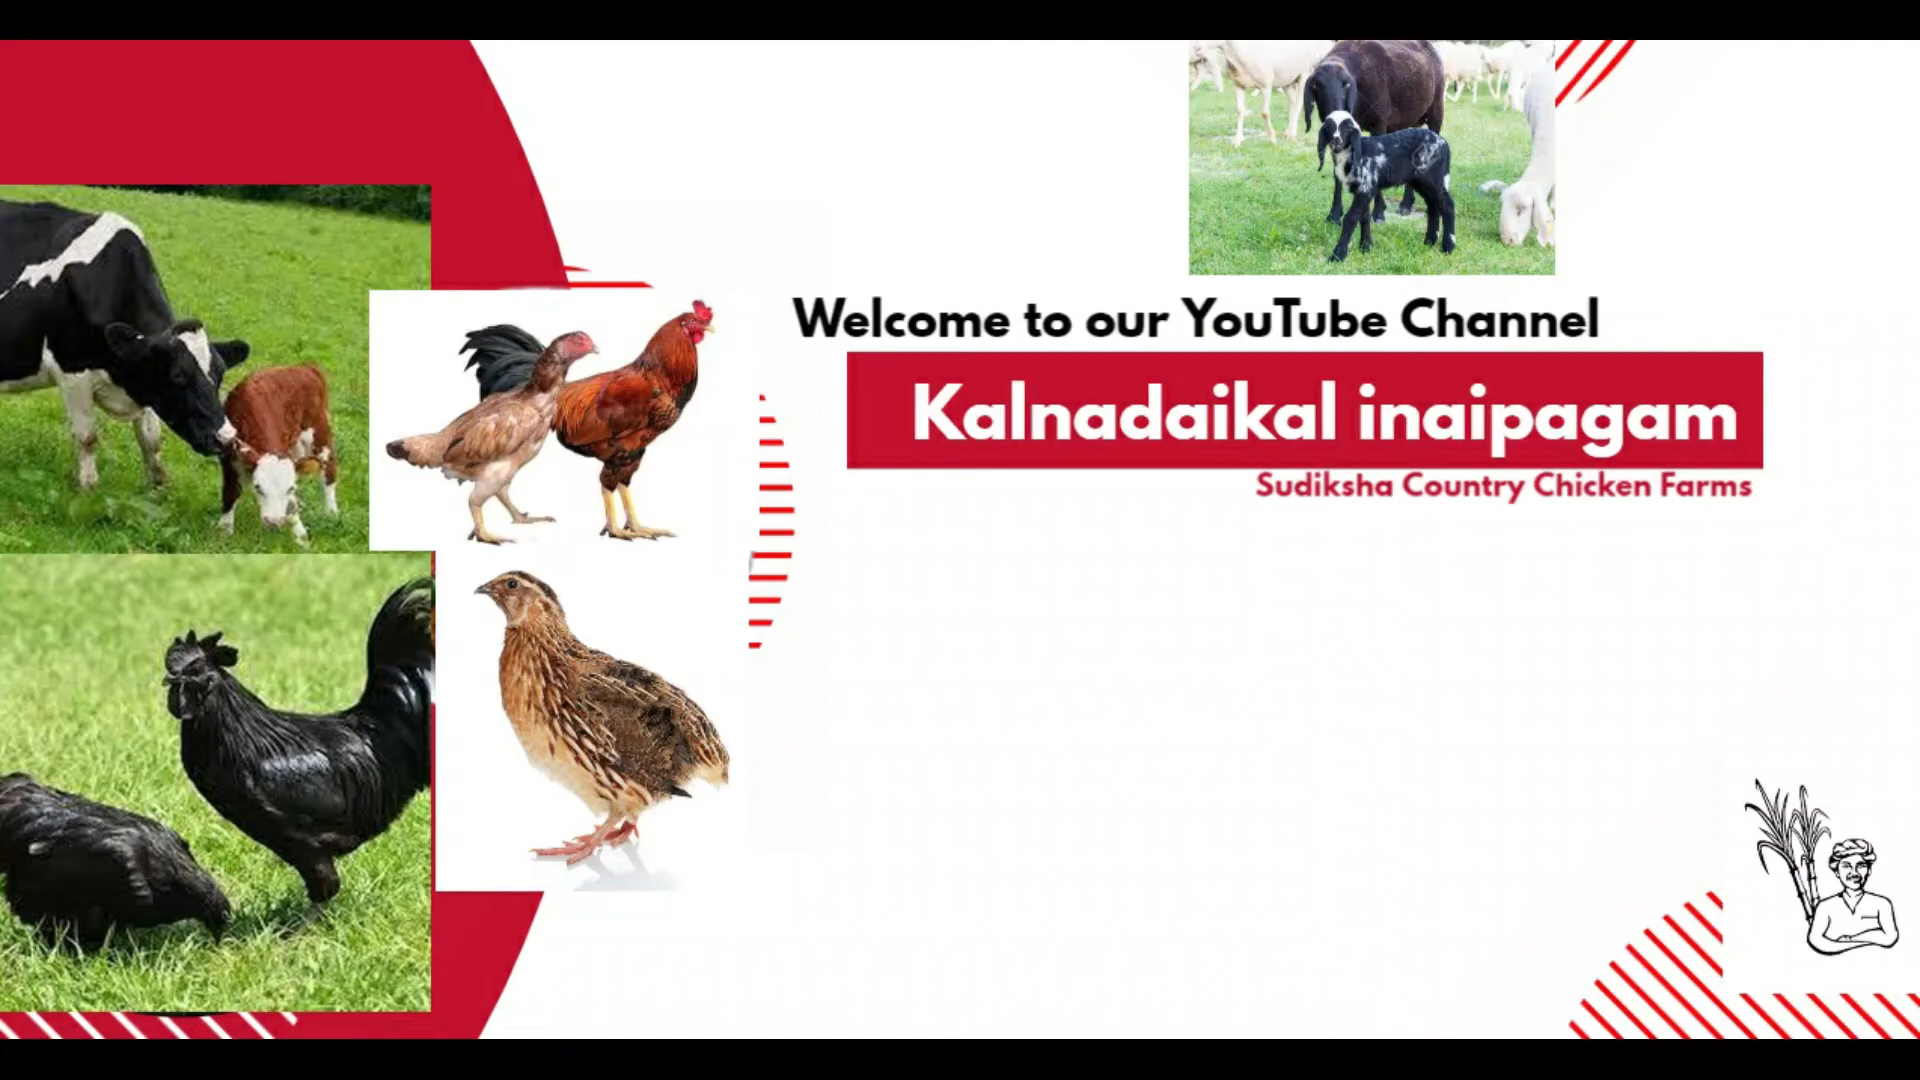 Welcome to our YouTube Channel
Kalnadaikal inaipagam
Sudiksha Country Chicken Farms